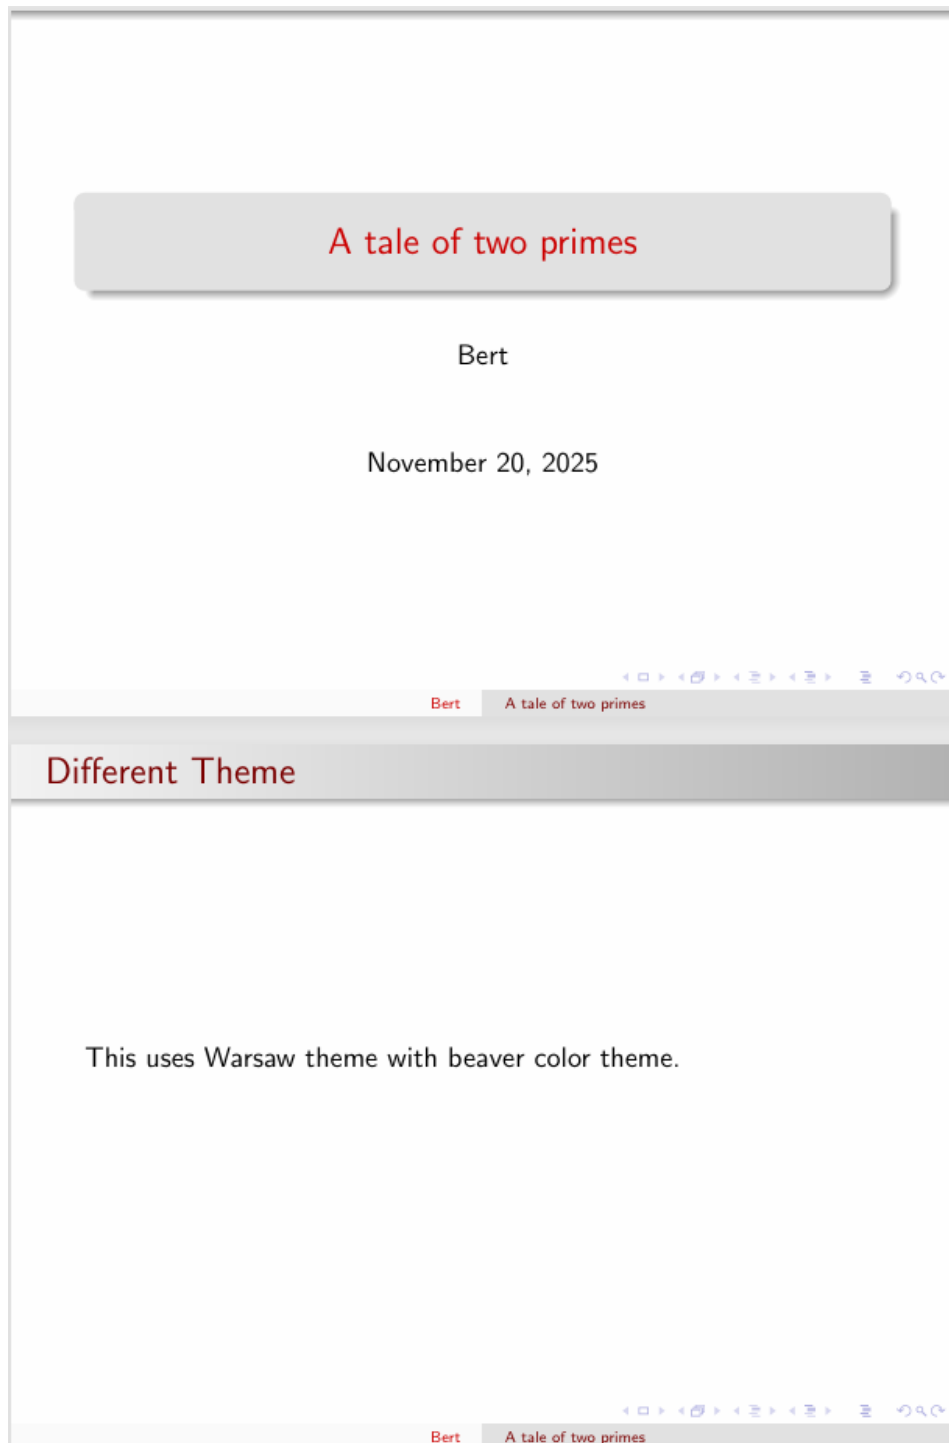 A tale of two primes
Bert
November 20, 2025
Bert A tale of two primes
Different Theme
This uses Warsaw theme with beaver color theme.
Bert A tale of two primes